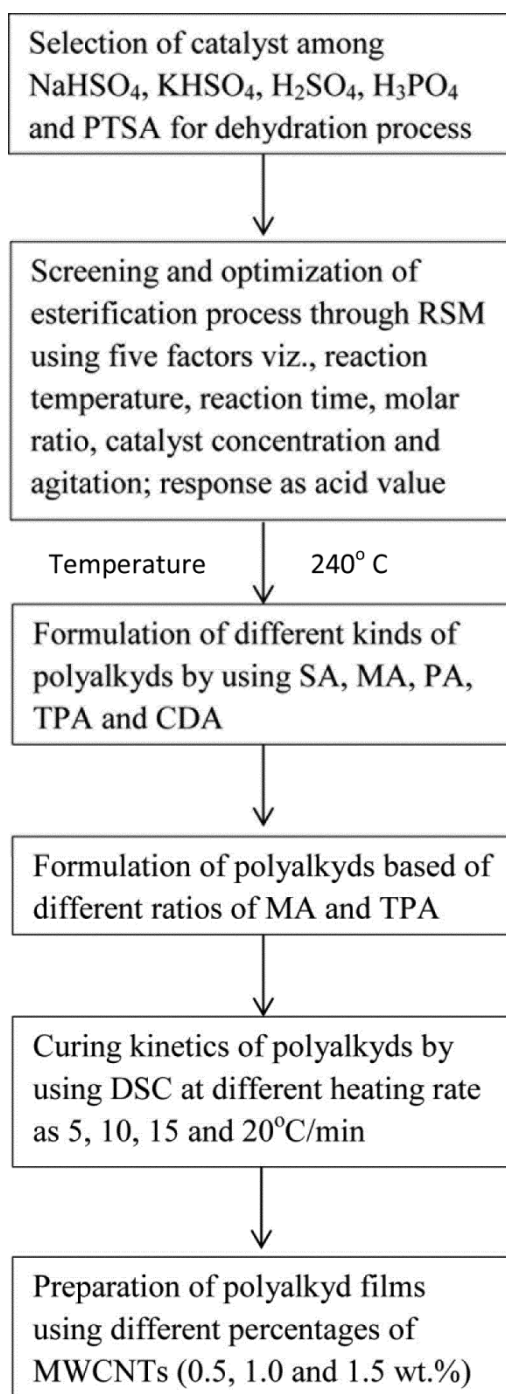 Selection of catalyst among
NaHSO₄, KHSO₄, H₂SO₄, H₃PO₄
and PTSA for dehydration process
Screening and optimization of
esterification process through RSM
using five factors viz., reaction
temperature, reaction time, molar
ratio, catalyst concentration and
agitation; response as acid value
Temperature 240° C
Formulation of different kinds of
polyalkyds by using SA, MA, PA,
TPA and CDA
Formulation of polyalkyds based of
different ratios of MA and TPA
Curing kinetics of polyalkyds by
using DSC at different heating rate
as 5, 10, 15 and 20°C/min
Preparation of polyalkyd films
using different percentages of
MWCNTs (0.5, 1.0 and 1.5 wt.%)